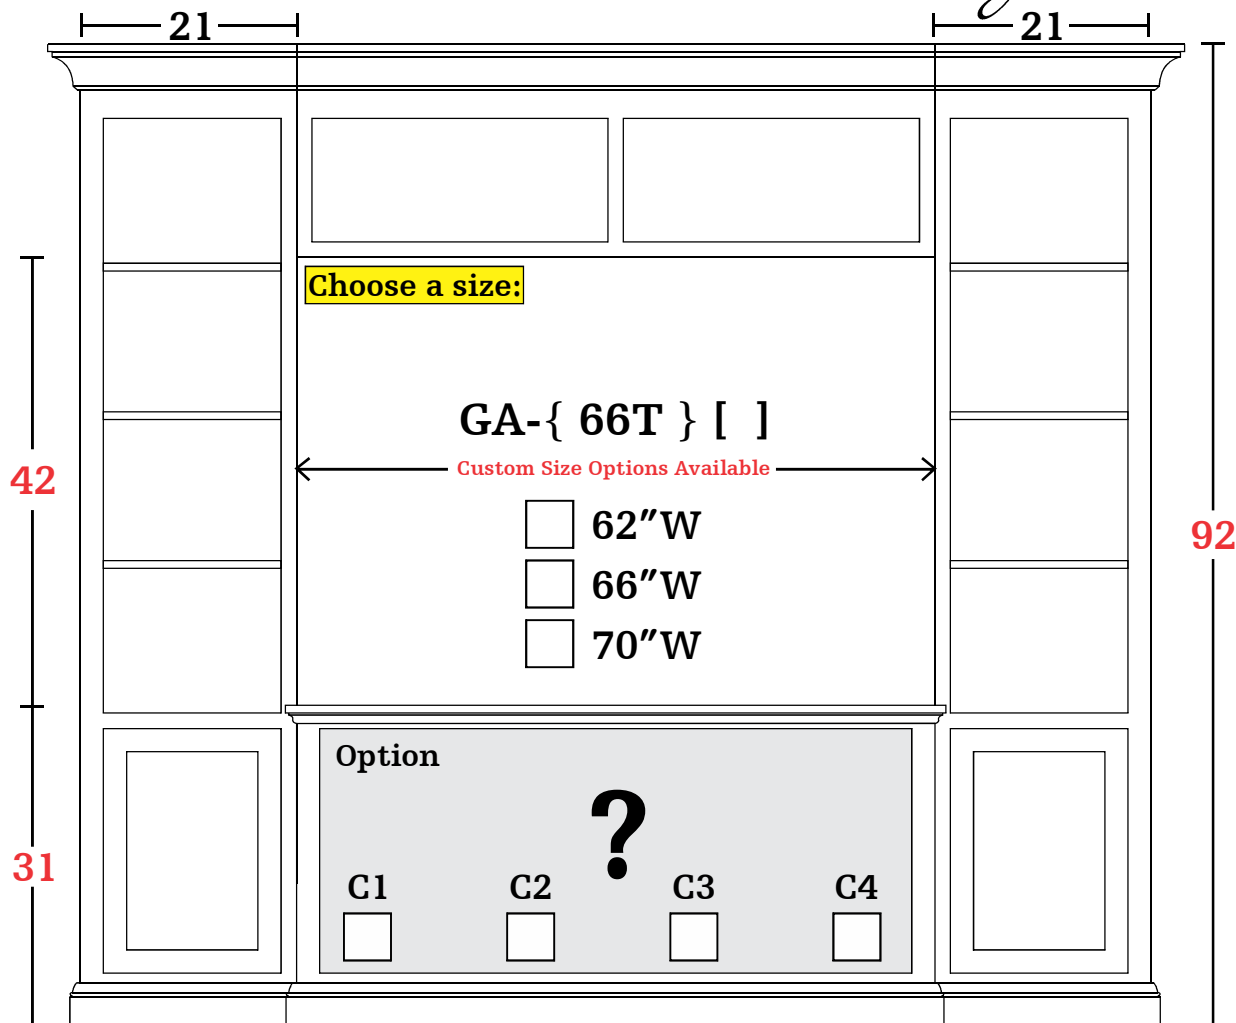 21
21
Choose a size:
GA-{ 66T } [ ]
Custom Size Options Available
42
62"W
92
66"W
70"W
Option
?
31
C1 C2 C3 C4